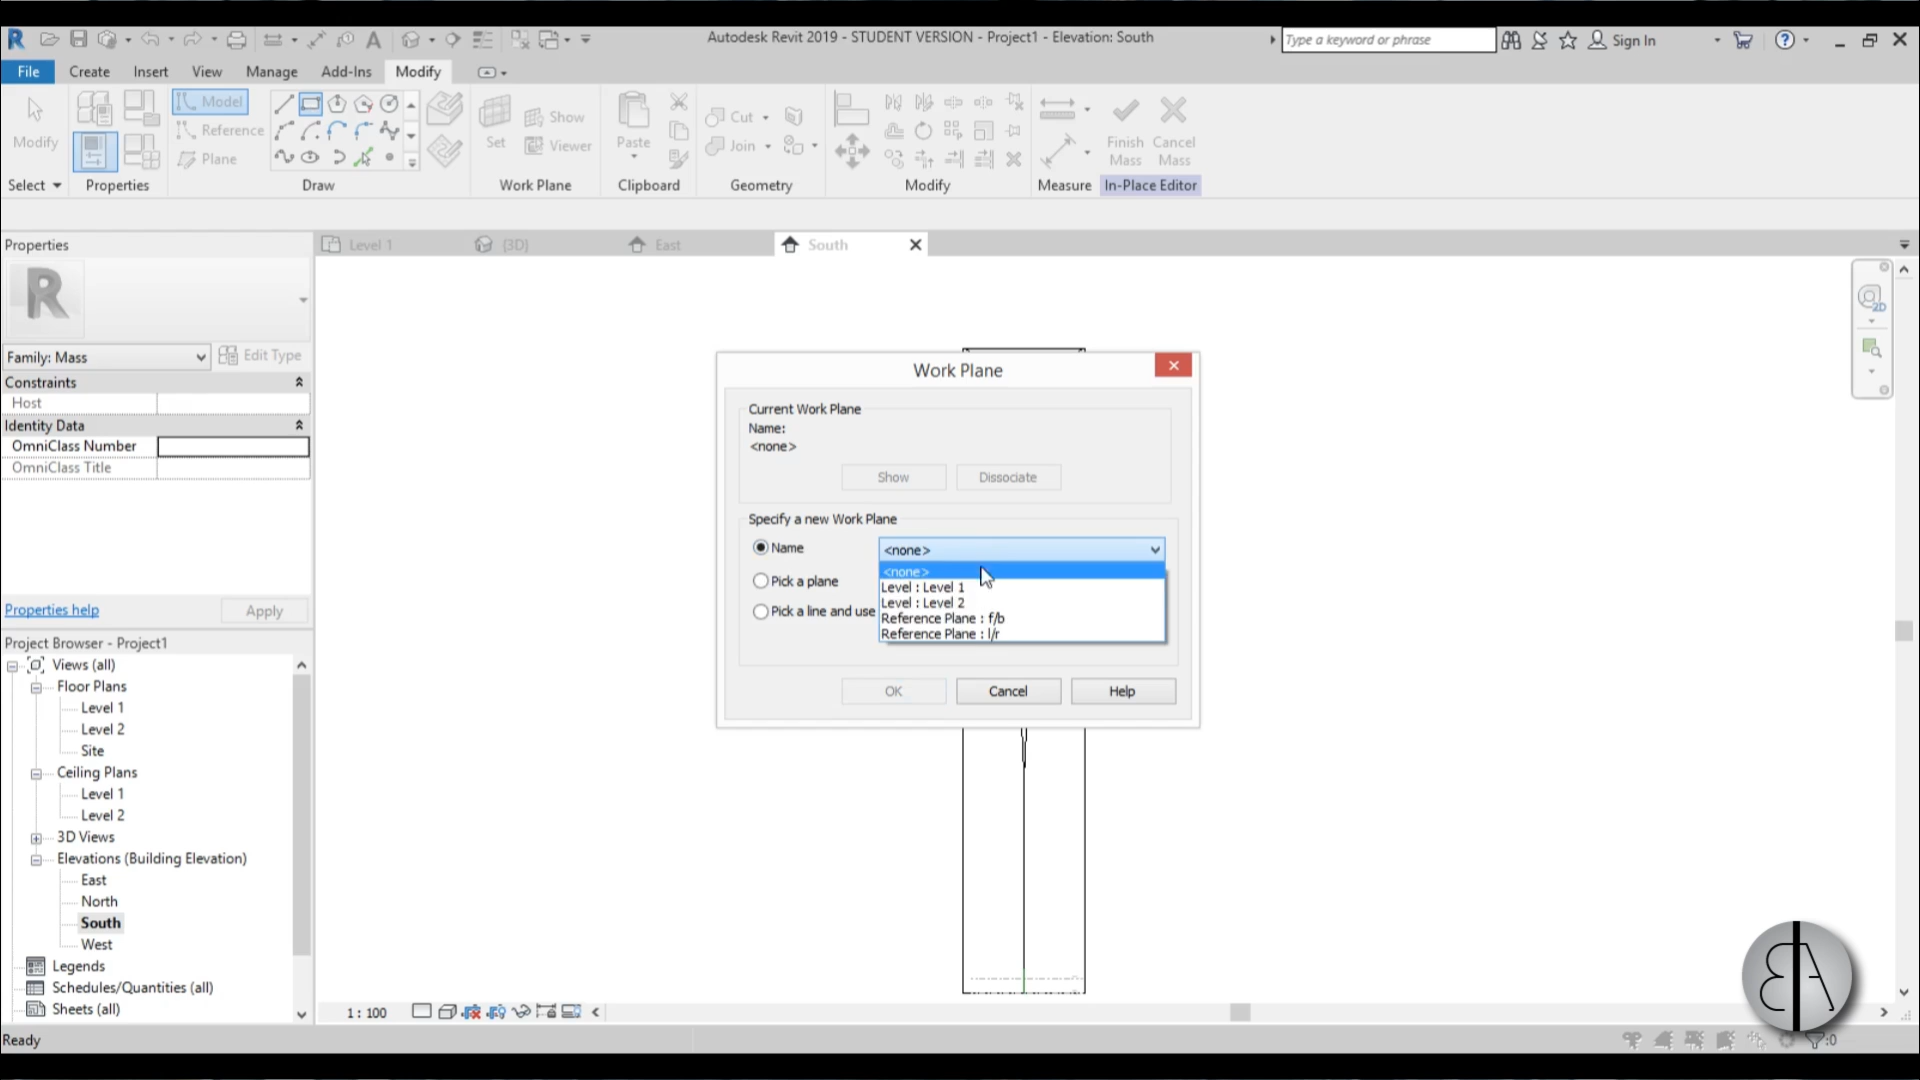 Autodesk Revit 2019 - STUDENT VERSION - Project1 - Elevation: South
Type a keyword or phrase
Sign In
File
Create
Insert
View
Manage
Add-Ins
Modify
Modify
Select
Properties
Model
Reference
Plane
Draw
Set
Show
Viewer
Work Plane
Paste
Clipboard
Cut
Join
Geometry
Modify
Measure
Finish
Mass
Cancel
Mass
In-Place Editor
Properties
Level 1
{3D}
East
South
Family: Mass
Edit Type
Constraints
Host
Identity Data
OmniClass Number
OmniClass Title
Properties help
Apply
Project Browser - Project1
Views (all)
Floor Plans
Level 1
Level 2
Site
Ceiling Plans
Level 1
Level 2
3D Views
Elevations (Building Elevation)
East
North
South
West
Legends
Schedules/Quantities (all)
Sheets (all)
Work Plane
Current Work Plane
Name:
<none>
Show
Dissociate
Specify a new Work Plane
Name
<none>
<none>
Level : Level 1
Level : Level 2
Reference Plane : f/b
Reference Plane : l/r
Pick a plane
Pick a line and use
OK
Cancel
Help
2D
1 : 100
Ready
:0